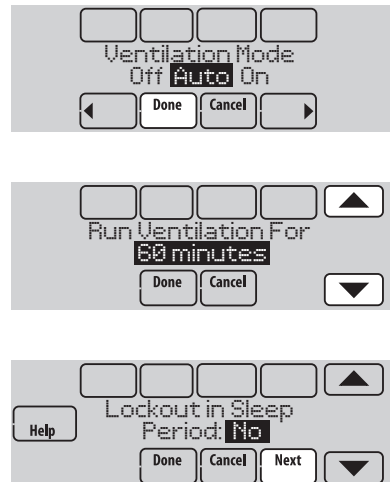 Ventilation Mode
Off Auto On
Done Cancel
Run Ventilation For
60 minutes
Done Cancel
Lockout in Sleep
Help
Period: No
Done Cancel Next